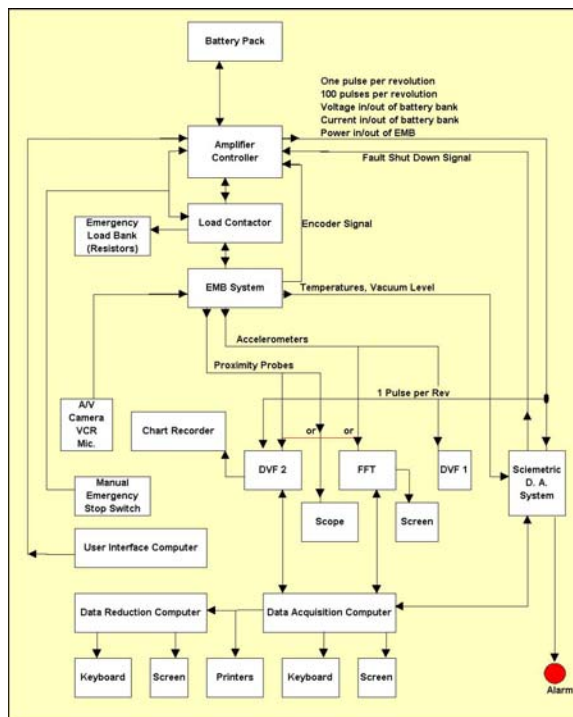 Battery Pack
One pulse per revolution
100 pulses per revolution
Voltage in/out of battery bank
Current in/out of battery bank
Power in/out of EMB
Amplifier
Controller
Fault Shut Down Signal
Emergency
Load Bank
(Resistors)
Load Contactor
Encoder Signal
EMB System
Temperatures, Vacuum Level
Accelerometers
Proximity Probes
1 Pulse per Rev
A/V
Camera
VCR
Mic.
Chart Recorder
or
or
DVF 2
FFT
DVF 1
Sciemetric
D. A.
System
Manual
Emergency
Stop Switch
Scope
Screen
User Interface Computer
Data Reduction Computer
Data Acquisition Computer
Keyboard
Screen
Printers
Keyboard
Screen
Alarm